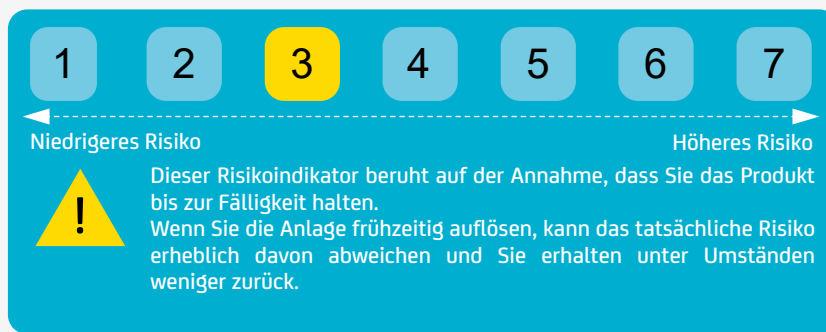 1 2 3 4 5 6 7
Niedrigeres Risiko Höheres Risiko
!
Dieser Risikoindikator beruht auf der Annahme, dass Sie das Produkt
bis zur Fälligkeit halten.
Wenn Sie die Anlage frühzeitig auflösen, kann das tatsächliche Risiko
erheblich davon abweichen und Sie erhalten unter Umständen
weniger zurück.